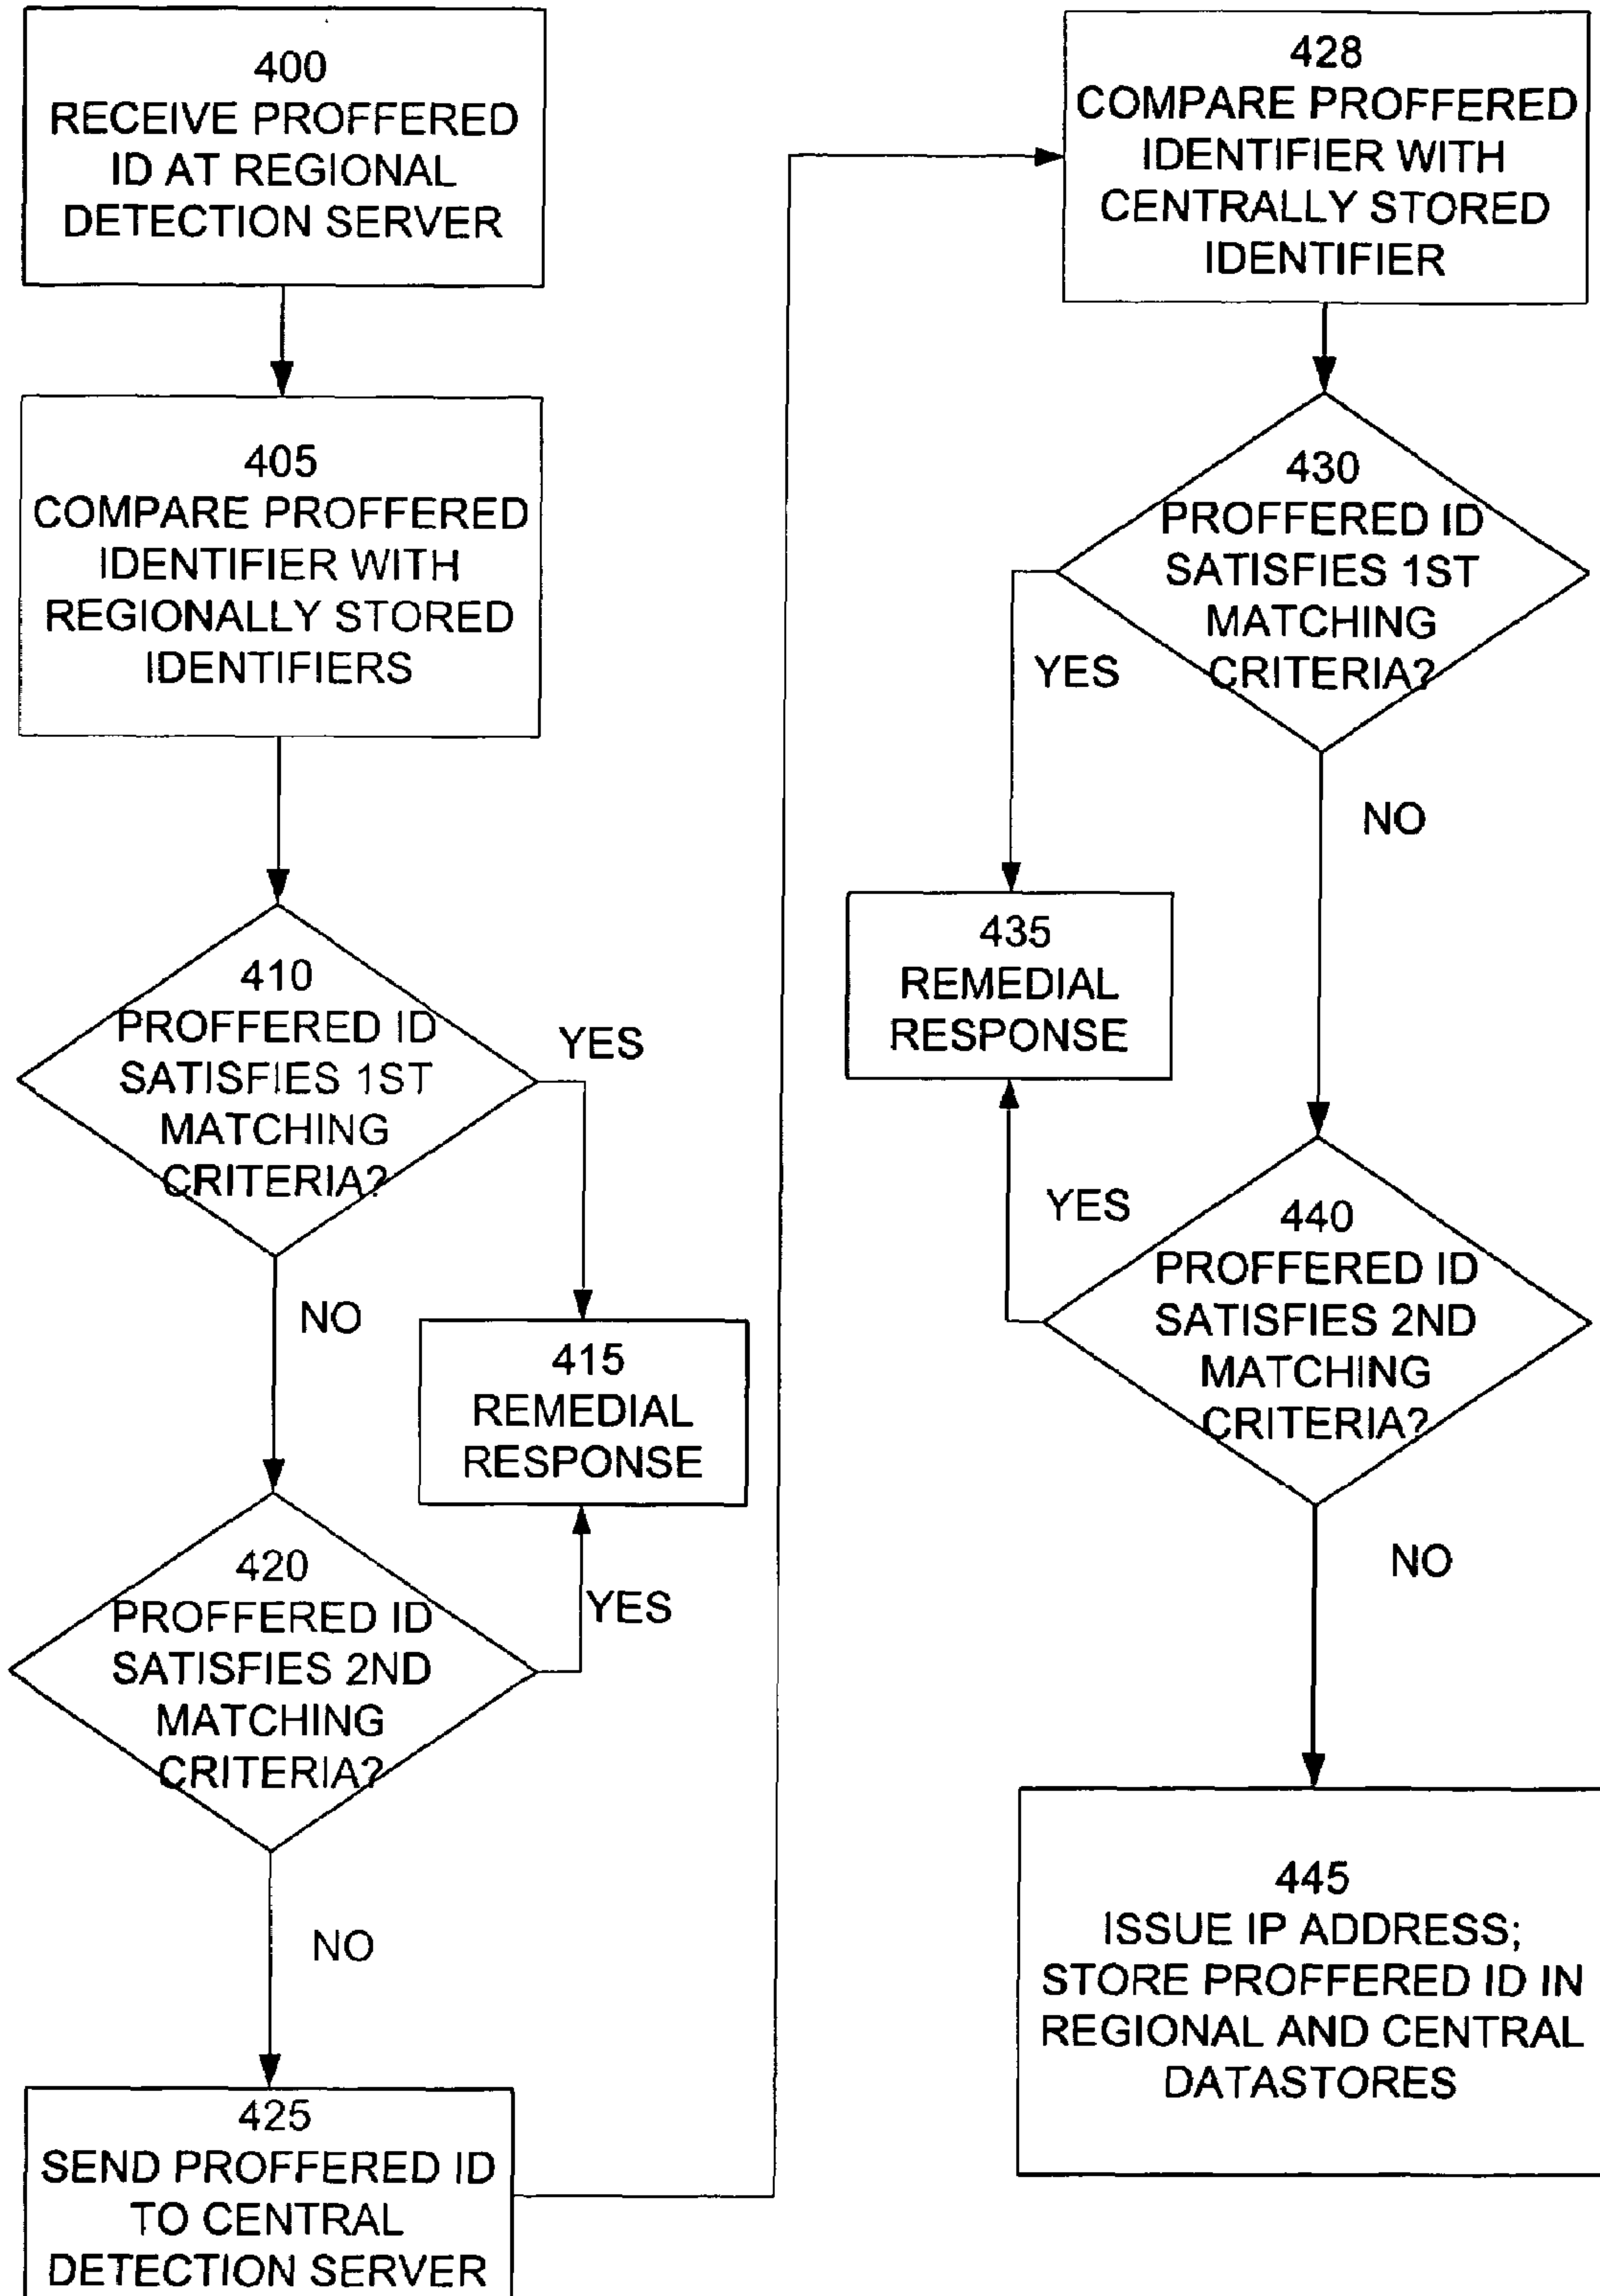 400
RECEIVE PROFFERED
ID AT REGIONAL
DETECTION SERVER
405
COMPARE PROFFERED
IDENTIFIER WITH
REGIONALLY STORED
IDENTIFIERS
410
PROFFERED ID
SATISFIES 1ST
MATCHING
CRITERIA?
YES
NO
415
REMEDIAL
RESPONSE
420
PROFFERED ID
SATISFIES 2ND
MATCHING
CRITERIA?
YES
NO
425
SEND PROFFERED ID
TO CENTRAL
DETECTION SERVER
428
COMPARE PROFFERED
IDENTIFIER WITH
CENTRALLY STORED
IDENTIFIER
430
PROFFERED ID
SATISFIES 1ST
MATCHING
CRITERIA?
YES
NO
435
REMEDIAL
RESPONSE
YES
440
PROFFERED ID
SATISFIES 2ND
MATCHING
CRITERIA?
NO
445
ISSUE IP ADDRESS;
STORE PROFFERED ID IN
REGIONAL AND CENTRAL
DATASTORES